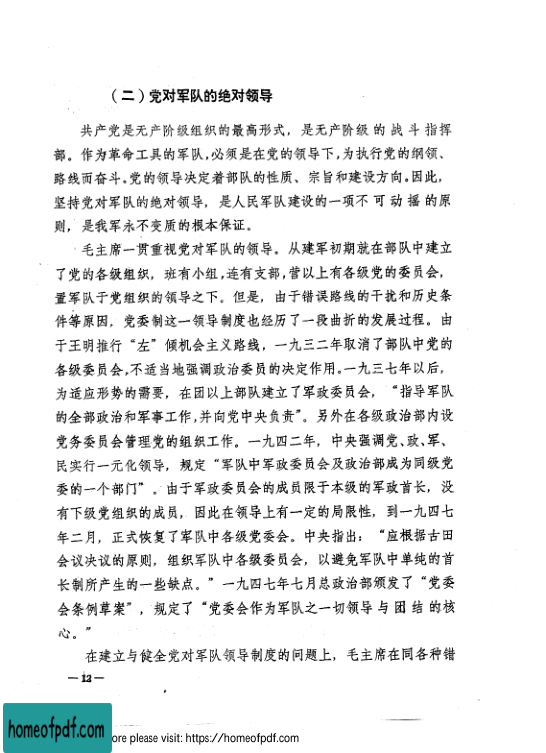 （二）党对军队的绝对领导
共产党是无产阶级组织的最高形式，是无产阶级的战斗指挥
部。作为革命工具的军队，必须是在党的领导下，为执行党的纲领、
路线而奋斗。党的领导决定着部队的性质、宗旨和建设方向。因此，
坚持党对军队的绝对领导，是人民军队建设的一项不可动摇的原
则，是我军永不变质的根本保证。
毛主席一贯重视党对军队的领导。从建军初期就在部队中建立
了党的各级组织，班有小组，连有支部，营以上有各级党的委员会，
置军队于党组织的领导之下。但是，由于错误路线的干扰和历史条
件等原因，党委制这一领导制度也经历了一段曲折的发展过程。由
于王明推行“左”倾机会主义路线，一九三二年取消了部队中党的
各级委员会，不适当地强调政治委员的决定作用。一九三七年以后，
为适应形势的需要，在团以上部队建立了军政委员会，“指导军队
的全部政治和军事工作，并向党中央负责”。另外在各级政治部内设
党务委员会管理党的组织工作。一九四二年，中央强调党、政、军、
民实行一元化领导，规定“军队中军政委员会及政治部成为同级党
委的一个部门”。由于军政委员会的成员限于本级的军政首长，没
有下级党组织的成员，因此在领导上有一定的局限性，到一九四七
年二月，正式恢复了军队中各级党委会。中央指出：“应根据古田
会议决议的原则，组织军队中各级委员会，以避免军队中单纯的首
长制所产生的一些缺点。”一九四七年七月总政治部颁发了“党委
会条例草案”，规定了“党委会作为军队之一切领导与团结的核
心。”
在建立与健全党对军队领导制度的问题上，毛主席在同各种错
—12—
homeofpdf.com
ore please visit: https://homeofpdf.com